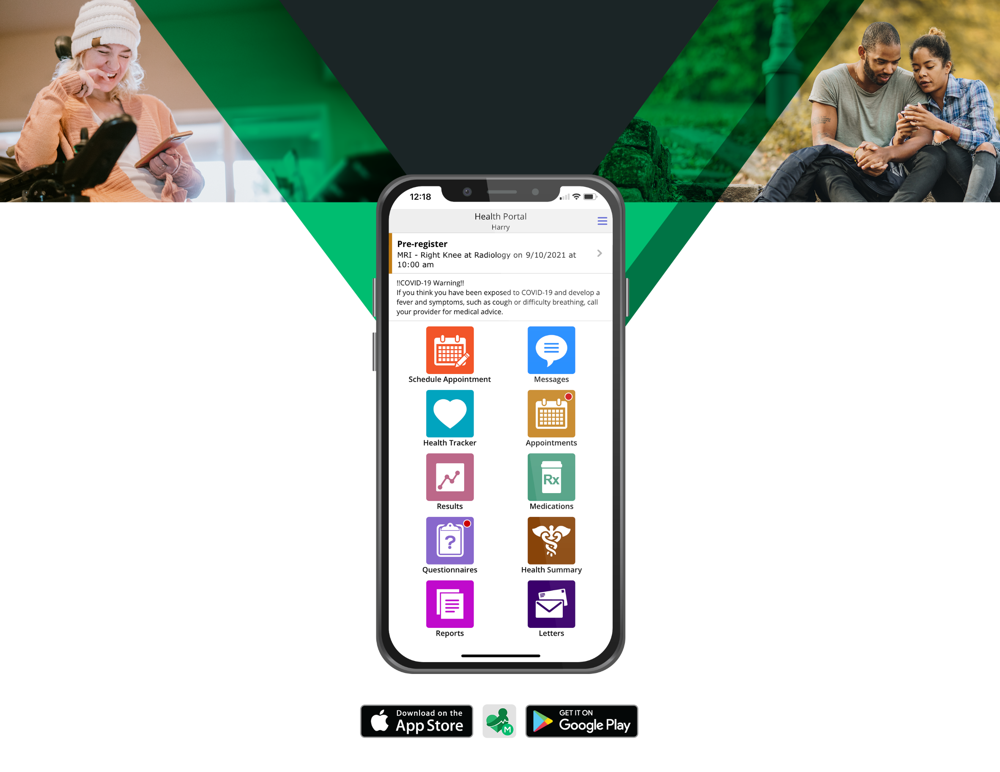 12:18
Health Portal
Harry
Pre-register
MRI - Right Knee at Radiology on 9/10/2021 at
10:00 am
!!COVID-19 Warning!!
If you think you have been exposed to COVID-19 and develop a
fever and symptoms, such as cough or difficulty breathing, call
your provider for medical advice.
Schedule Appointment
Messages
Health Tracker
Appointments
Rx
Results
Medications
?
Questionnaires
Health Summary
Reports
Letters
Download on the
App Store
M
GET IT ON
Google Play